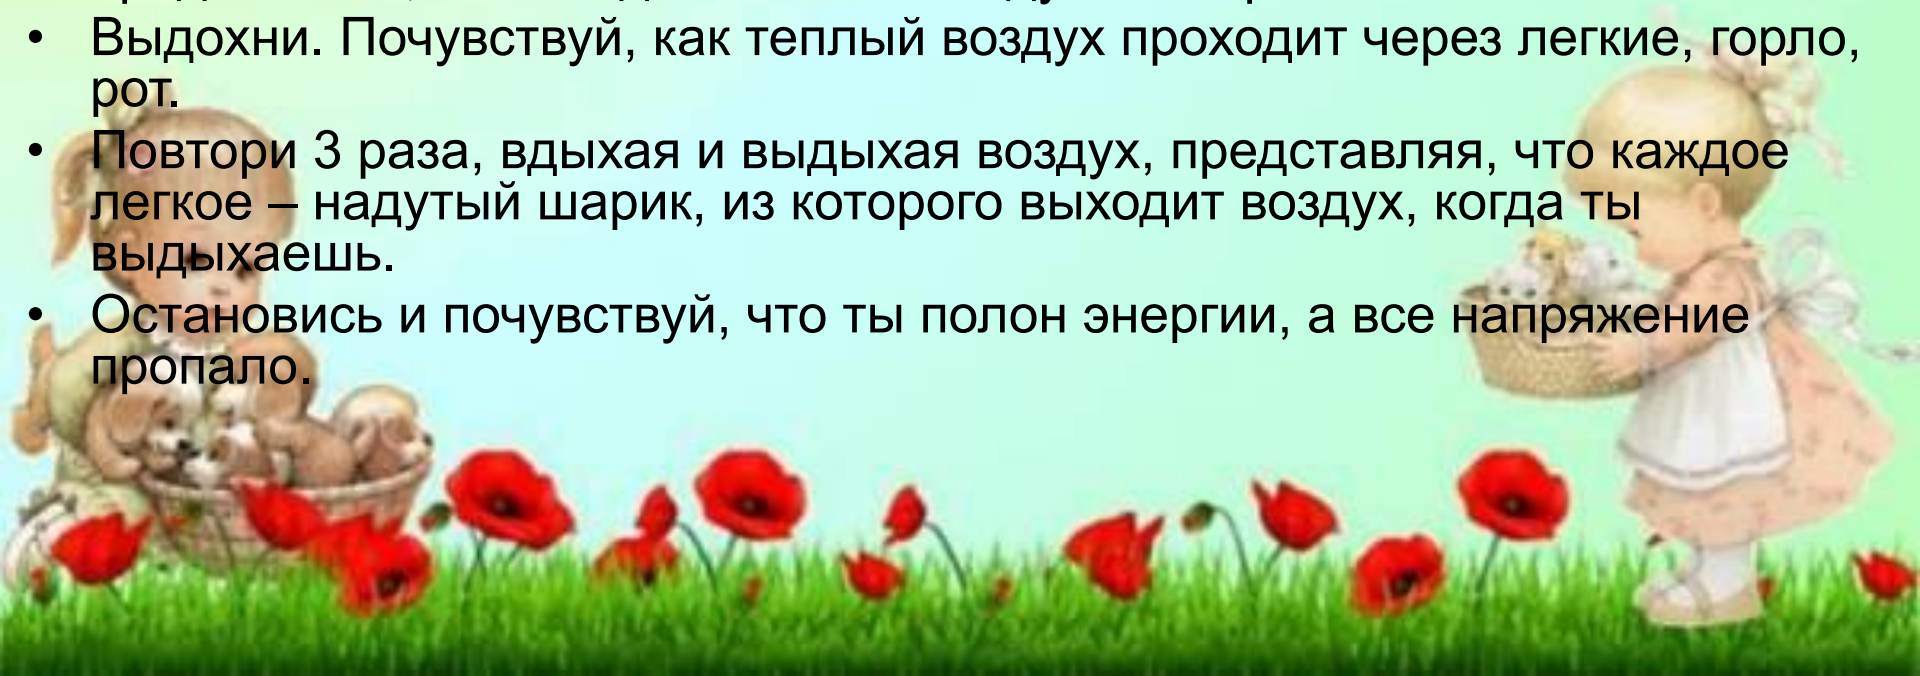 • Выдохни. Почувствуй, как теплый воздух проходит через легкие, горло,
рот.
• Повтори 3 раза, вдыхая и выдыхая воздух, представляя, что каждое
легкое – надутый шарик, из которого выходит воздух, когда ты
выдыхаешь.
• Остановись и почувствуй, что ты полон энергии, а все напряжение
пропало.